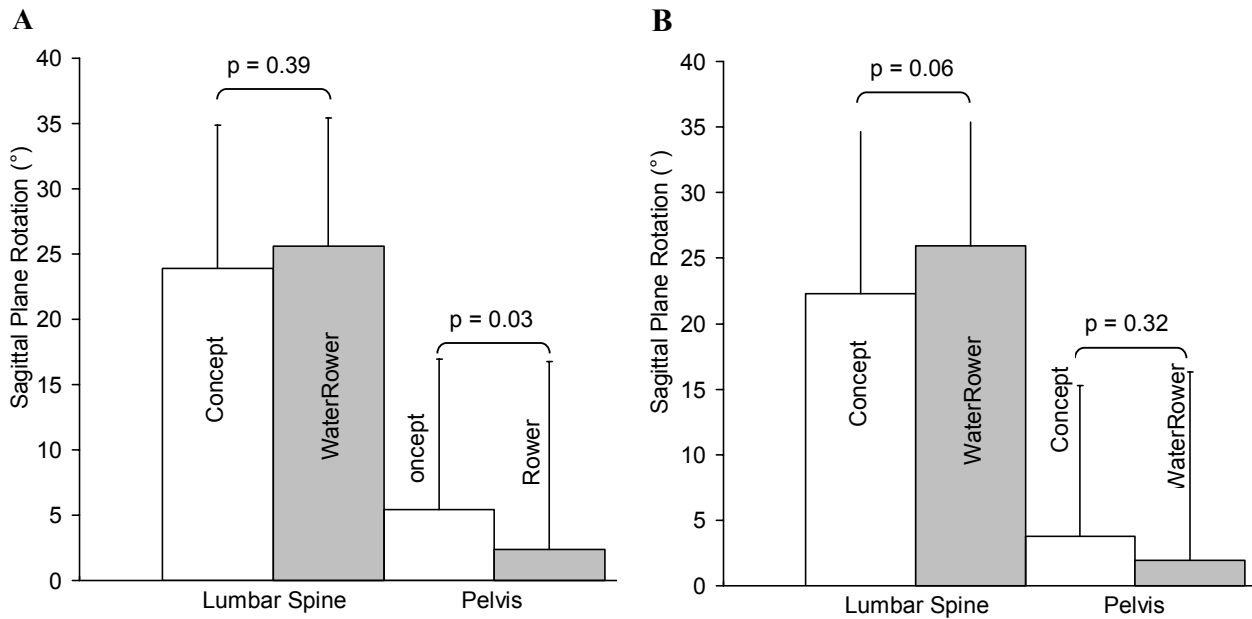 A
Sagittal Plane Rotation (°)
40
35
30
25
20
15
10
5
0
p = 0.39
p = 0.03
Concept
WaterRower
oncept
Rower
Lumbar Spine
Pelvis
B
Sagittal Plane Rotation (°)
40
35
30
25
20
15
10
5
0
p = 0.06
p = 0.32
Concept
WaterRower
Concept
WaterRower
Lumbar Spine
Pelvis